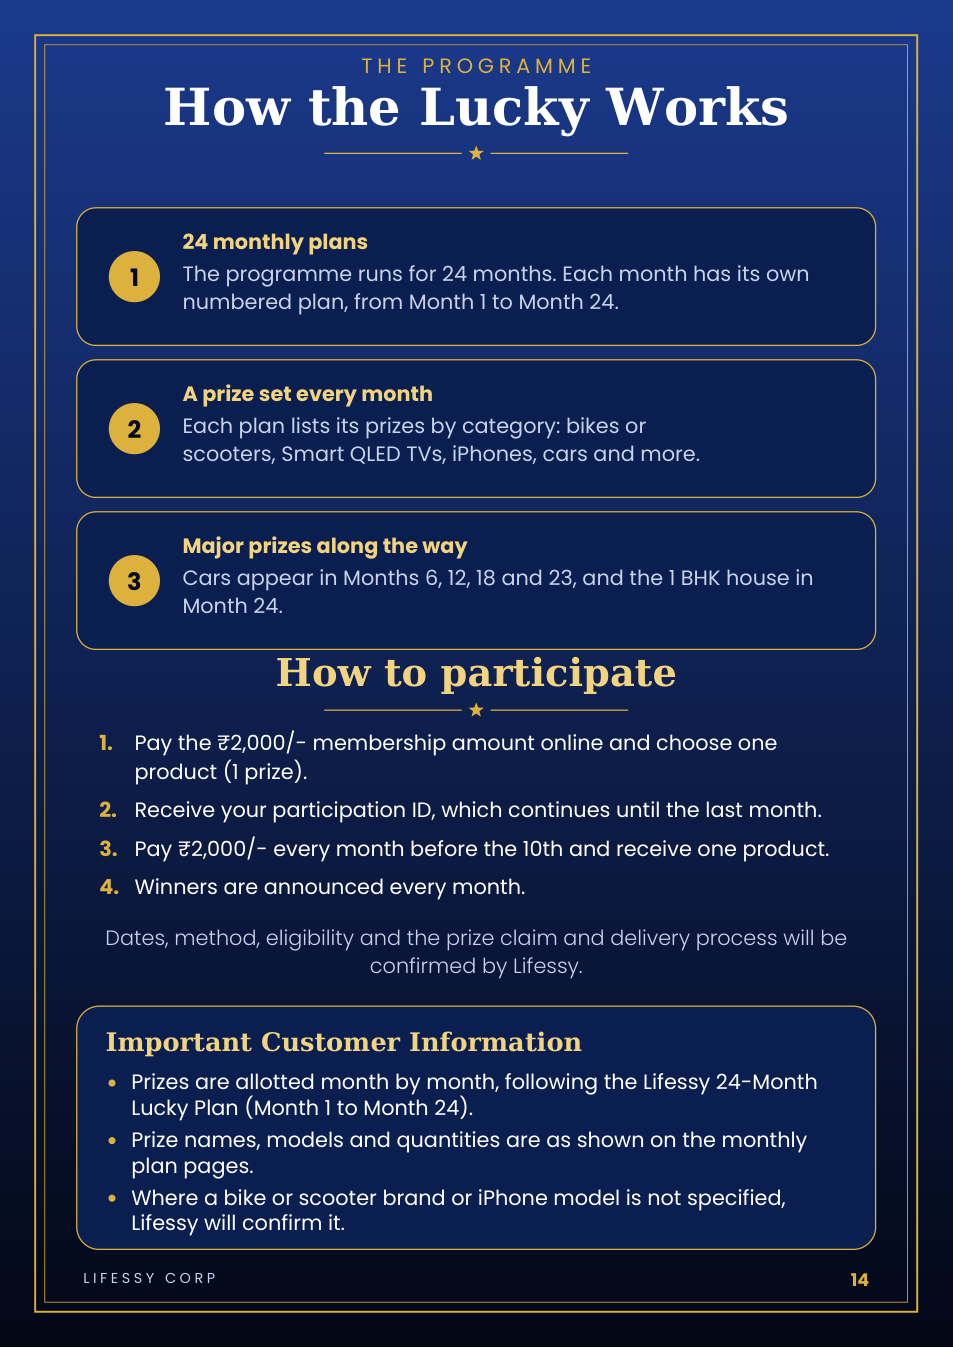 THE PROGRAMME
How the Lucky Works
1
24 monthly plans
The programme runs for 24 months. Each month has its own
numbered plan, from Month 1 to Month 24.
2
A prize set every month
Each plan lists its prizes by category: bikes or
scooters, Smart QLED TVs, iPhones, cars and more.
3
Major prizes along the way
Cars appear in Months 6, 12, 18 and 23, and the 1 BHK house in
Month 24.
How to participate
1. Pay the ₹2,000/- membership amount online and choose one
product (1 prize).
2. Receive your participation ID, which continues until the last month.
3. Pay ₹2,000/- every month before the 10th and receive one product.
4. Winners are announced every month.
Dates, method, eligibility and the prize claim and delivery process will be
confirmed by Lifessy.
Important Customer Information
• Prizes are allotted month by month, following the Lifessy 24-Month
Lucky Plan (Month 1 to Month 24).
• Prize names, models and quantities are as shown on the monthly
plan pages.
• Where a bike or scooter brand or iPhone model is not specified,
Lifessy will confirm it.
LIFESSY CORP
14